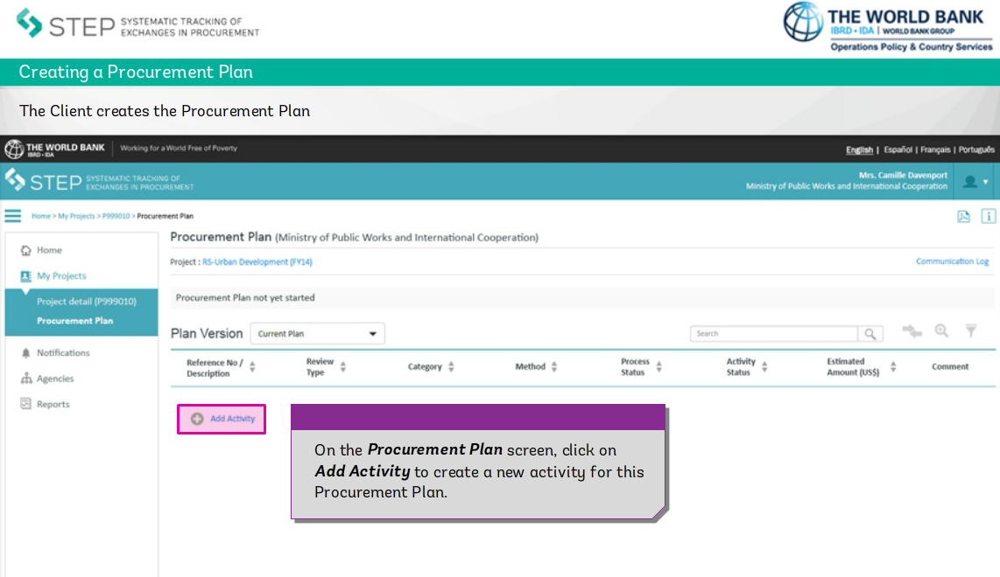 STEP SYSTEMATIC TRACKING OF
EXCHANGES IN PROCUREMENT
THE WORLD BANK
IBRD • IDA | WORLD BANK GROUP
Operations Policy & Country Services
Creating a Procurement Plan
The Client creates the Procurement Plan
THE WORLD BANK
IBRD • IDA
Working for a World Free of Poverty
English | Español | Français | Português
STEP SYSTEMATIC TRACKING OF
EXCHANGES IN PROCUREMENT
Mrs. Camille Davenport
Ministry of Public Works and International Cooperation
Home > My Projects > P999010 > Procurement Plan
Home
My Projects
Project detail (P999010)
Procurement Plan
Notifications
Agencies
Reports
Procurement Plan (Ministry of Public Works and International Cooperation)
Project : RS-Urban Development (FY14)
Communication Log
Procurement Plan not yet started
Plan Version Current Plan
Search
Reference No /
Description
Review
Type
Category
Method
Process
Status
Activity
Status
Estimated
Amount (US$)
Comment
Add Activity
On the Procurement Plan screen, click on
Add Activity to create a new activity for this
Procurement Plan.